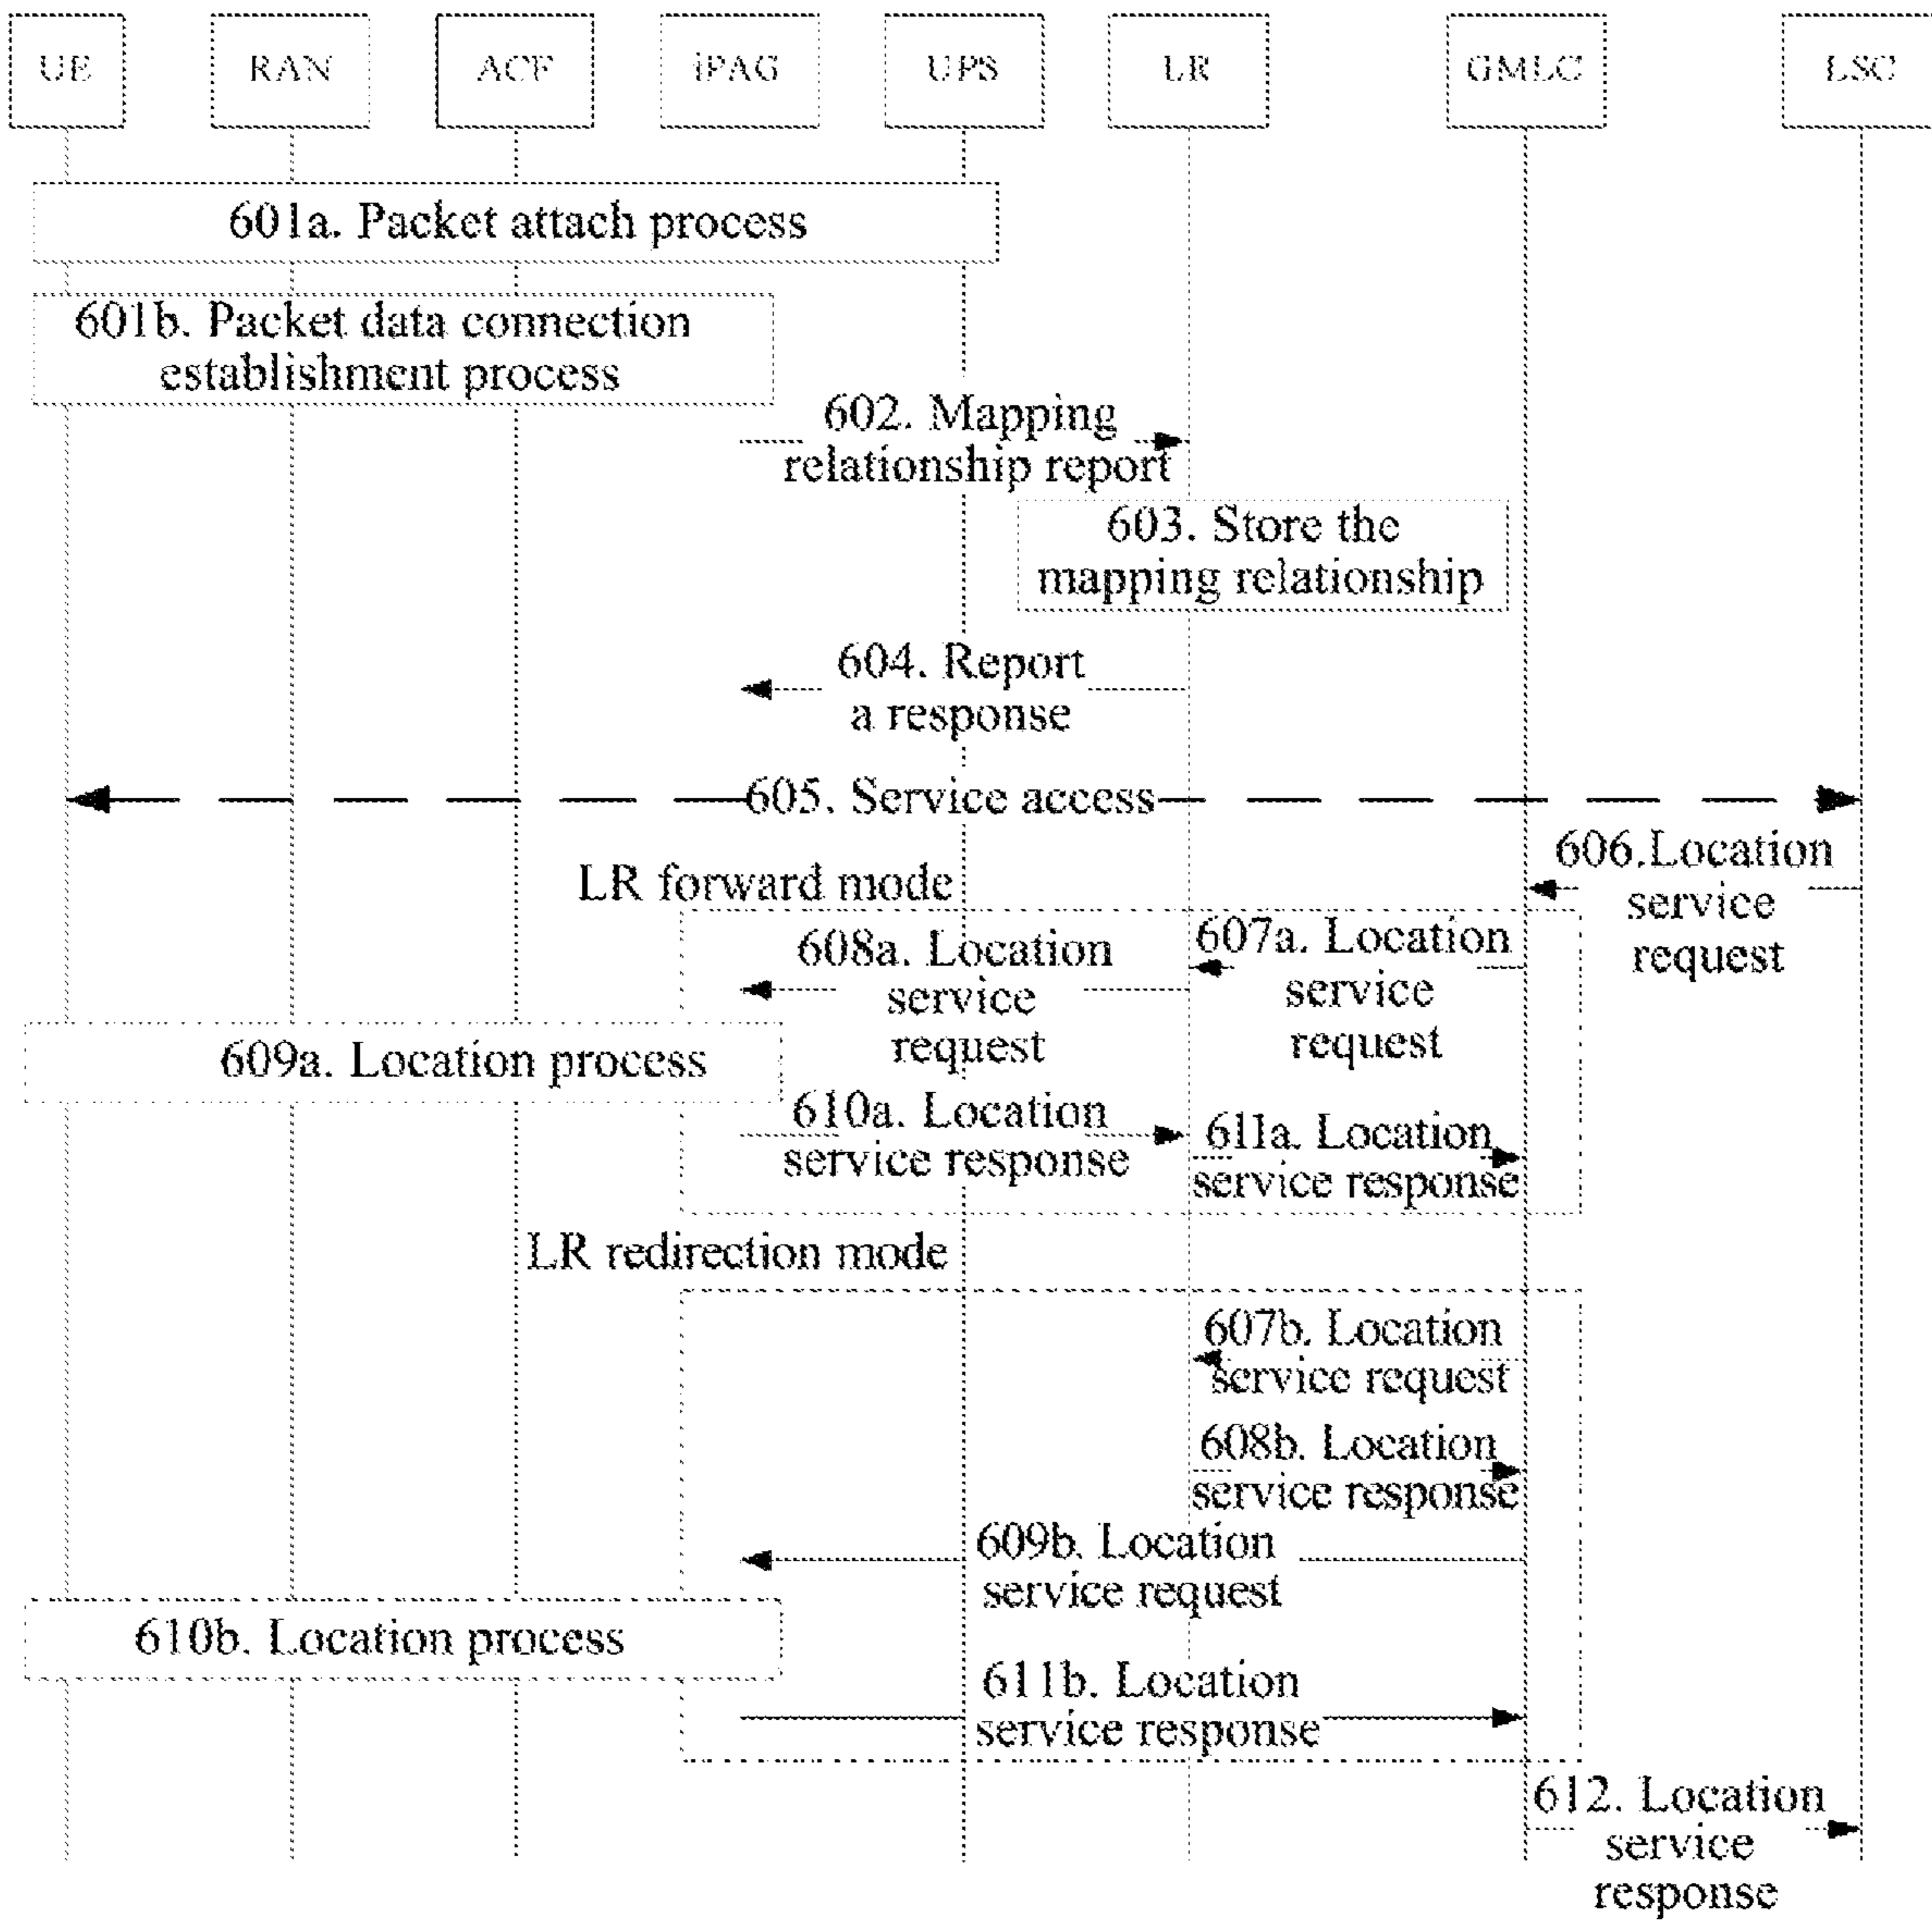 UE RAN ACF iPAG UPS LR GMLC LSC
601a. Packet attach process
601b. Packet data connection
establishment process
602. Mapping
relationship report
603. Store the
mapping relationship
604. Report
a response
605. Service access
606.Location
service
request
LR forward mode
607a. Location
service
request
608a. Location
service
request
609a. Location process
610a. Location
service response
611a. Location
service response
LR redirection mode
607b. Location
service request
608b. Location
service response
609b. Location
service request
610b. Location process
611b. Location
service response
612. Location
service
response